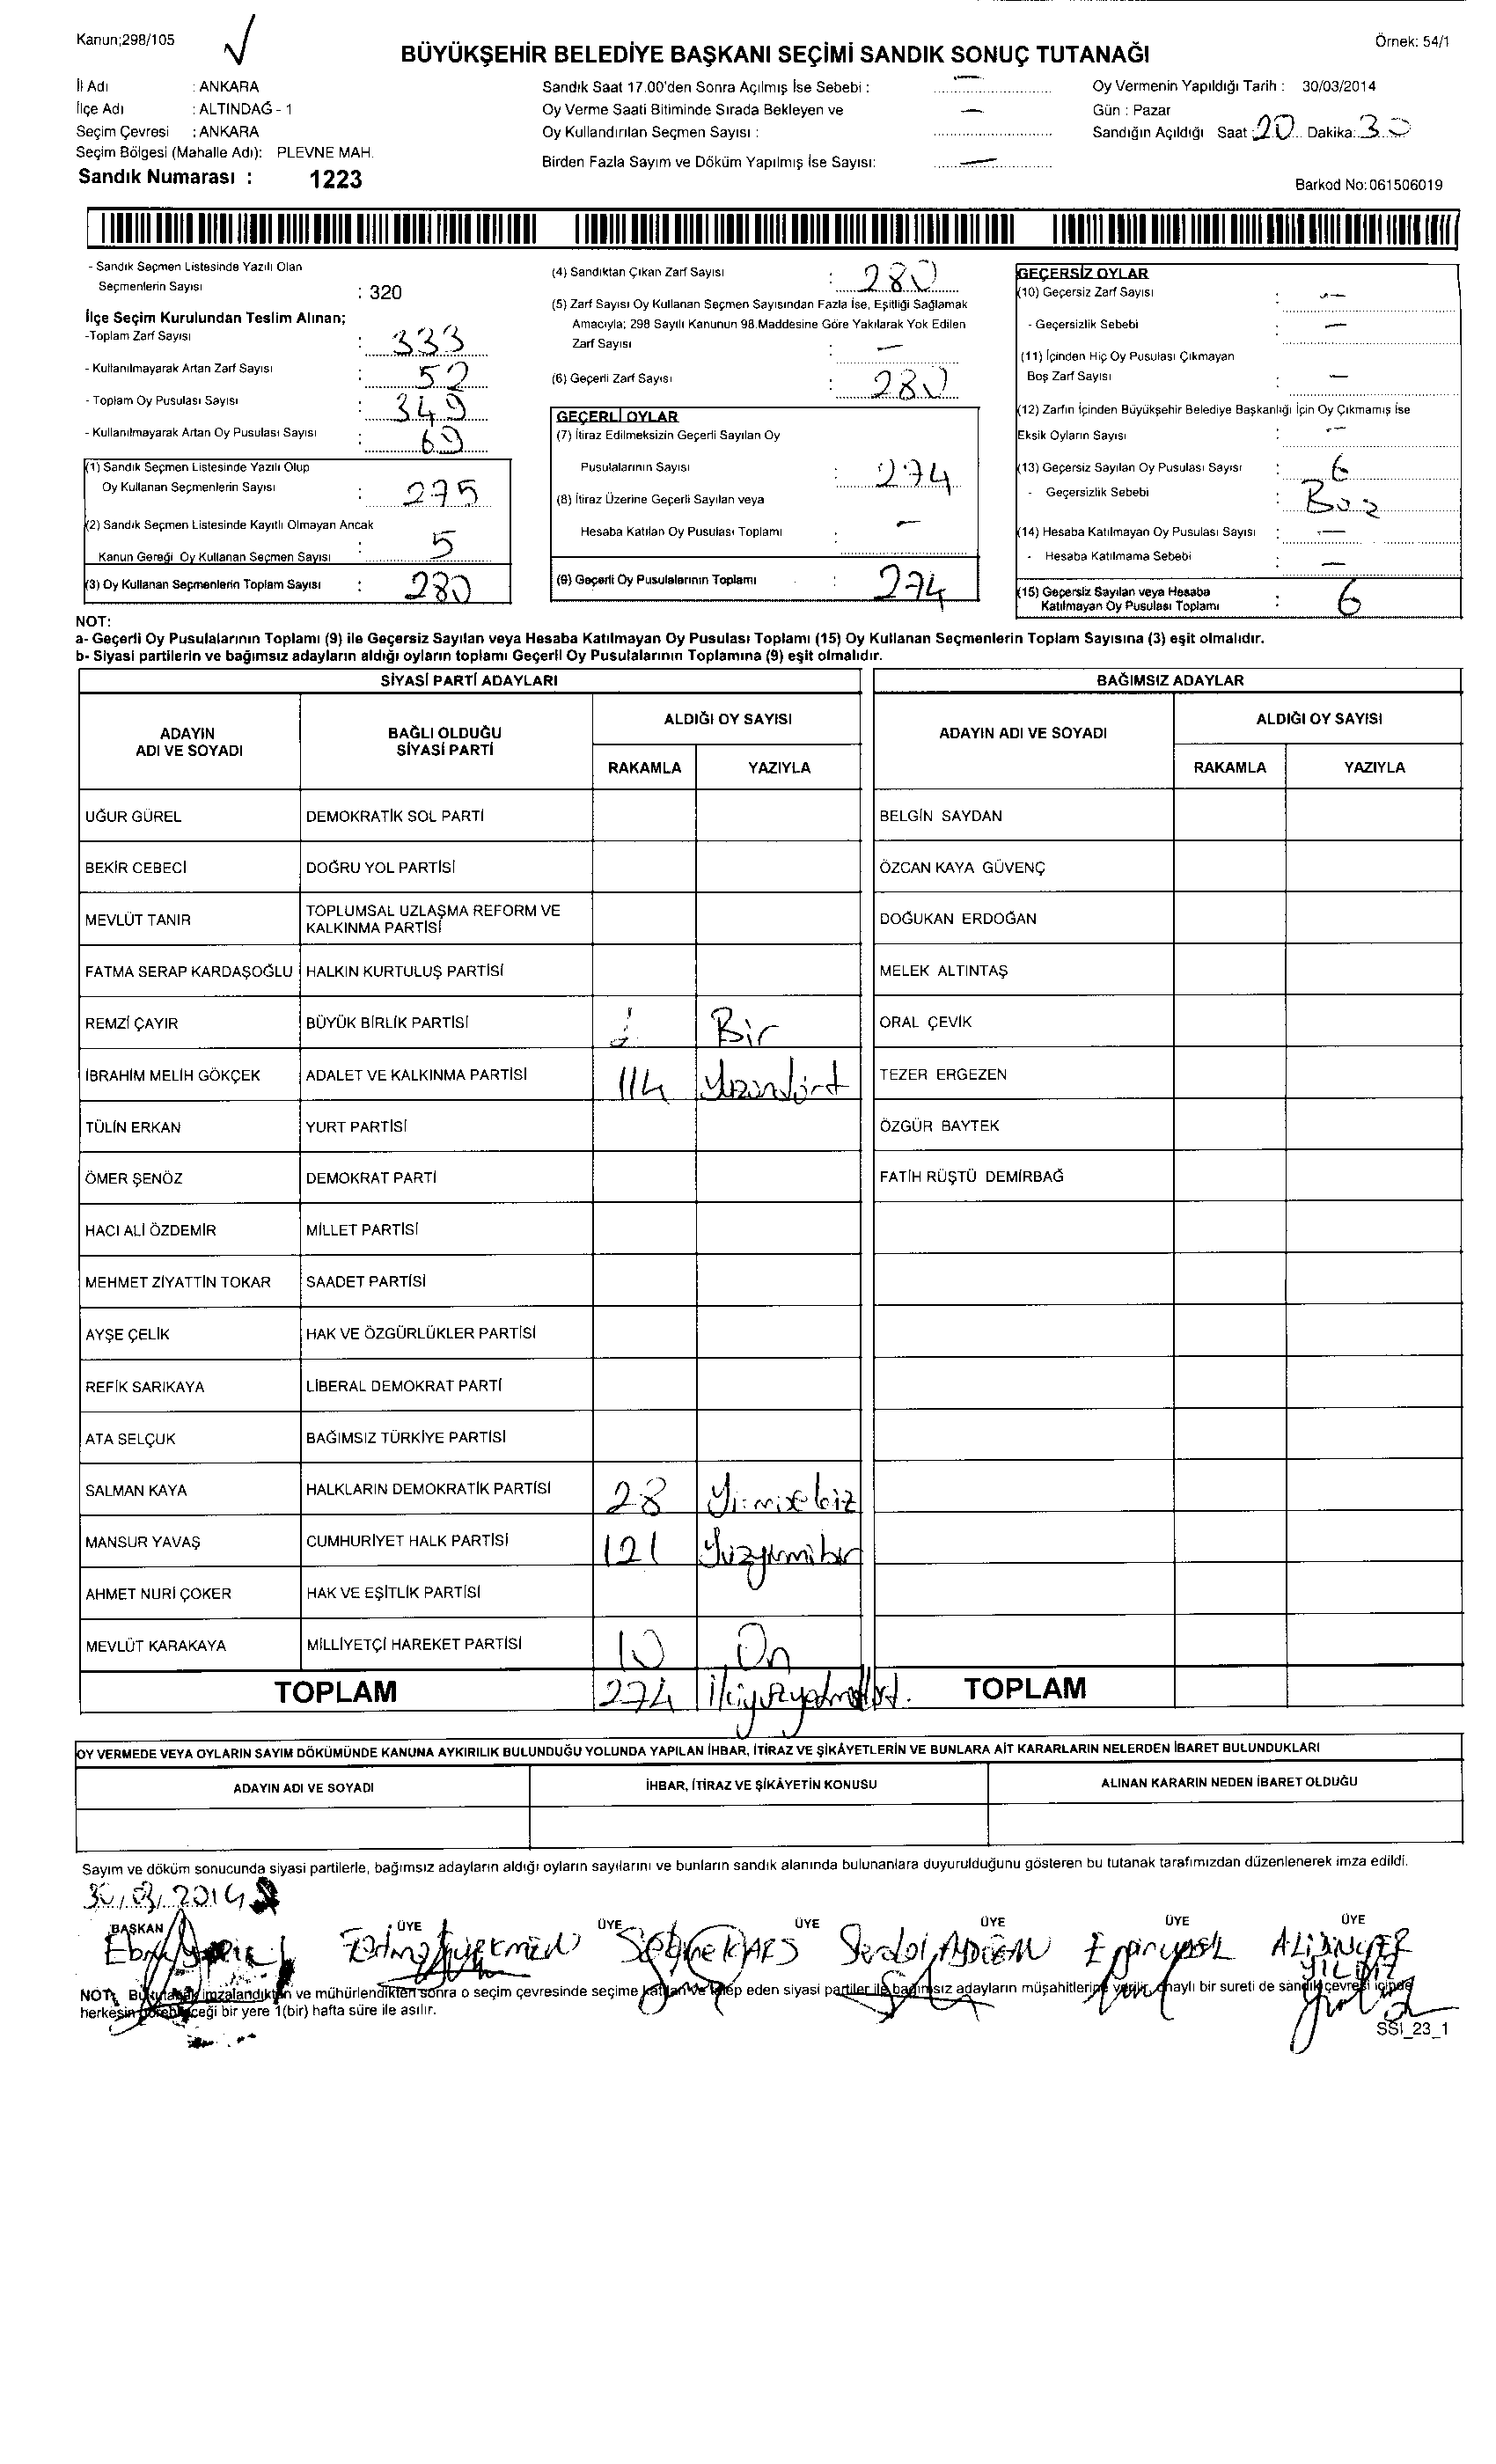 Kanun;298/105
Örnek: 54/1
BÜYÜKŞEHİR BELEDİYE BAŞKANI SEÇİMİ SANDIK SONUÇ TUTANAĞI
İl Adı : ANKARA
İlçe Adı : ALTINDAĞ - 1
Seçim Çevresi : ANKARA
Seçim Bölgesi (Mahalle Adı): PLEVNE MAH.
Sandık Numarası : 1223
Sandık Saat 17.00'den Sonra Açılmış İse Sebebi : —
Oy Verme Saati Bitiminde Sırada Bekleyen ve
Oy Kullandırılan Seçmen Sayısı : —
Birden Fazla Sayım ve Döküm Yapılmış İse Sayısı: —
Oy Vermenin Yapıldığı Tarih : 30/03/2014
Gün : Pazar
Sandığın Açıldığı Saat : 20 Dakika: 30
Barkod No:061506019
- Sandık Seçmen Listesinde Yazılı Olan
Seçmenlerin Sayısı : 320
İlçe Seçim Kurulundan Teslim Alınan;
-Toplam Zarf Sayısı : 333
- Kullanılmayarak Artan Zarf Sayısı : 52
- Toplam Oy Pusulası Sayısı : 349
- Kullanılmayarak Artan Oy Pusulası Sayısı : 69
(1) Sandık Seçmen Listesinde Yazılı Olup
Oy Kullanan Seçmenlerin Sayısı : 275
(2) Sandık Seçmen Listesinde Kayıtlı Olmayan Ancak
Kanun Gereği Oy Kullanan Seçmen Sayısı : 5
(3) Oy Kullanan Seçmenlerin Toplam Sayısı : 280
(4) Sandıktan Çıkan Zarf Sayısı : 280
(5) Zarf Sayısı Oy Kullanan Seçmen Sayısından Fazla İse, Eşitliği Sağlamak
Amacıyla; 298 Sayılı Kanunun 98.Maddesine Göre Yakılarak Yok Edilen
Zarf Sayısı : —
(6) Geçerli Zarf Sayısı : 280
GEÇERLİ OYLAR
(7) İtiraz Edilmeksizin Geçerli Sayılan Oy
Pusulalarının Sayısı : 274
(8) İtiraz Üzerine Geçerli Sayılan veya
Hesaba Katılan Oy Pusulası Toplamı : —
(9) Geçerli Oy Pusulalarının Toplamı : 274
GEÇERSİZ OYLAR
(10) Geçersiz Zarf Sayısı : —
- Geçersizlik Sebebi : —
(11) İçinden Hiç Oy Pusulası Çıkmayan
Boş Zarf Sayısı : —
(12) Zarfın İçinden Büyükşehir Belediye Başkanlığı İçin Oy Çıkmamış İse
Eksik Oyların Sayısı : —
(13) Geçersiz Sayılan Oy Pusulası Sayısı : 6
- Geçersizlik Sebebi :
(14) Hesaba Katılmayan Oy Pusulası Sayısı : —
- Hesaba Katılmama Sebebi : —
(15) Geçersiz Sayılan veya Hesaba
Katılmayan Oy Pusulası Toplamı : 6
NOT:
a- Geçerli Oy Pusulalarının Toplamı (9) ile Geçersiz Sayılan veya Hesaba Katılmayan Oy Pusulası Toplamı (15) Oy Kullanan Seçmenlerin Toplam Sayısına (3) eşit olmalıdır.
b- Siyasi partilerin ve bağımsız adayların aldığı oyların toplamı Geçerli Oy Pusulalarının Toplamına (9) eşit olmalıdır.
SİYASİ PARTİ ADAYLARI
ADAYIN ADI VE SOYADI BAĞLI OLDUĞU SİYASİ PARTİ ALDIĞI OY SAYISI
RAKAMLA YAZIYLA
UĞUR GÜREL DEMOKRATİK SOL PARTİ
BEKİR CEBECİ DOĞRU YOL PARTİSİ
MEVLÜT TANIR TOPLUMSAL UZLAŞMA REFORM VE
KALKINMA PARTİSİ
FATMA SERAP KARDAŞOĞLU HALKIN KURTULUŞ PARTİSİ
REMZİ ÇAYIR BÜYÜK BİRLİK PARTİSİ 1 Bir
İBRAHİM MELİH GÖKÇEK ADALET VE KALKINMA PARTİSİ 114 Yüzondört
TÜLİN ERKAN YURT PARTİSİ
ÖMER ŞENÖZ DEMOKRAT PARTİ
HACI ALİ ÖZDEMİR MİLLET PARTİSİ
MEHMET ZİYATTİN TOKAR SAADET PARTİSİ
AYŞE ÇELİK HAK VE ÖZGÜRLÜKLER PARTİSİ
REFİK SARIKAYA LİBERAL DEMOKRAT PARTİ
ATA SELÇUK BAĞIMSIZ TÜRKİYE PARTİSİ
SALMAN KAYA HALKLARIN DEMOKRATİK PARTİSİ 28 Yirmisekiz
MANSUR YAVAŞ CUMHURİYET HALK PARTİSİ 121 Yüzyirmibir
AHMET NURİ ÇOKER HAK VE EŞİTLİK PARTİSİ
MEVLÜT KARAKAYA MİLLİYETÇİ HAREKET PARTİSİ 10 On
TOPLAM 274 İkiyüzyetmişdört.
BAĞIMSIZ ADAYLAR
ADAYIN ADI VE SOYADI ALDIĞI OY SAYISI
RAKAMLA YAZIYLA
BELGİN SAYDAN
ÖZCAN KAYA GÜVENÇ
DOĞUKAN ERDOĞAN
MELEK ALTINTAŞ
ORAL ÇEVİK
TEZER ERGEZEN
ÖZGÜR BAYTEK
FATİH RÜŞTÜ DEMİRBAĞ
TOPLAM
OY VERMEDE VEYA OYLARIN SAYIM DÖKÜMÜNDE KANUNA AYKIRILIK BULUNDUĞU YOLUNDA YAPILAN İHBAR, İTİRAZ VE ŞİKÂYETLERİN VE BUNLARA AİT KARARLARIN NELERDEN İBARET BULUNDUKLARI
ADAYIN ADI VE SOYADI İHBAR, İTİRAZ VE ŞİKÂYETİN KONUSU ALINAN KARARIN NEDEN İBARET OLDUĞU
Sayım ve döküm sonucunda siyasi partilerle, bağımsız adayların aldığı oyların sayılarını ve bunların sandık alanında bulunanlara duyurulduğunu gösteren bu tutanak tarafımızdan düzenlenerek imza edildi.
30/03/2014
BAŞKAN ÜYE ÜYE ÜYE ÜYE ÜYE ÜYE
NOT: Bu tutanak imzalandıktan ve mühürlendikten sonra o seçim çevresinde seçime katılan ve talep eden siyasi partiler ile bağımsız adayların müşahitlerine verilir, onaylı bir sureti de sandık çevresi içinde
herkesin görebileceği bir yere 1(bir) hafta süre ile asılır.
SSI_23_1